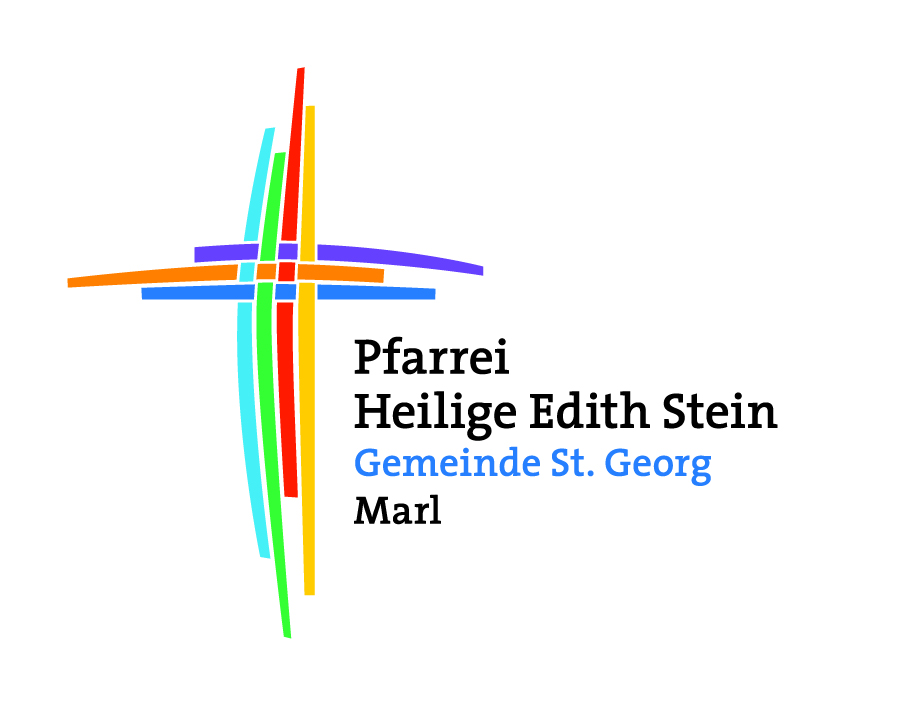 Pfarrei
Heilige Edith Stein
Gemeinde St. Georg
Marl